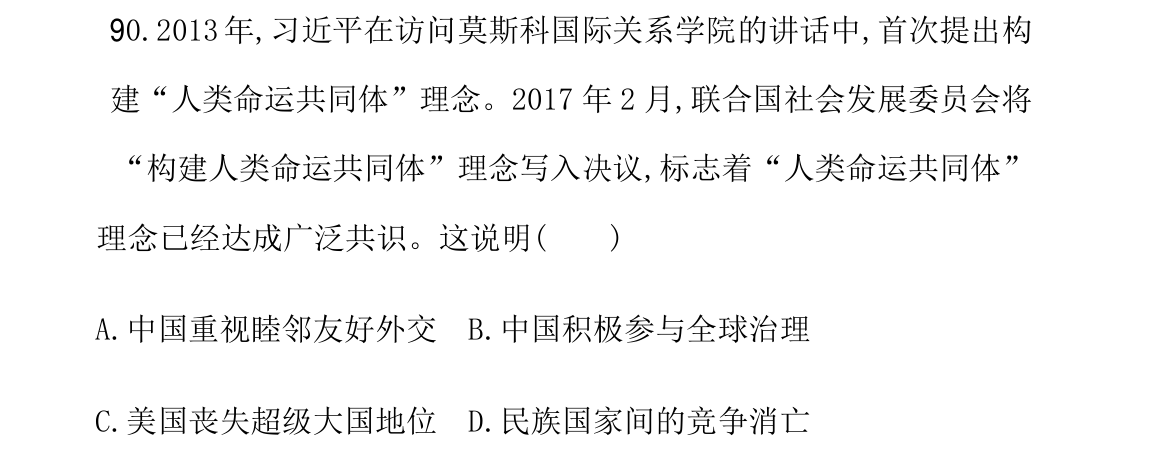 90.2013年,习近平在访问莫斯科国际关系学院的讲话中,首次提出构
建“人类命运共同体”理念。2017年2月,联合国社会发展委员会将
“构建人类命运共同体”理念写入决议,标志着“人类命运共同体”
理念已经达成广泛共识。这说明(　　)
A.中国重视睦邻友好外交　B.中国积极参与全球治理
C.美国丧失超级大国地位　D.民族国家间的竞争消亡